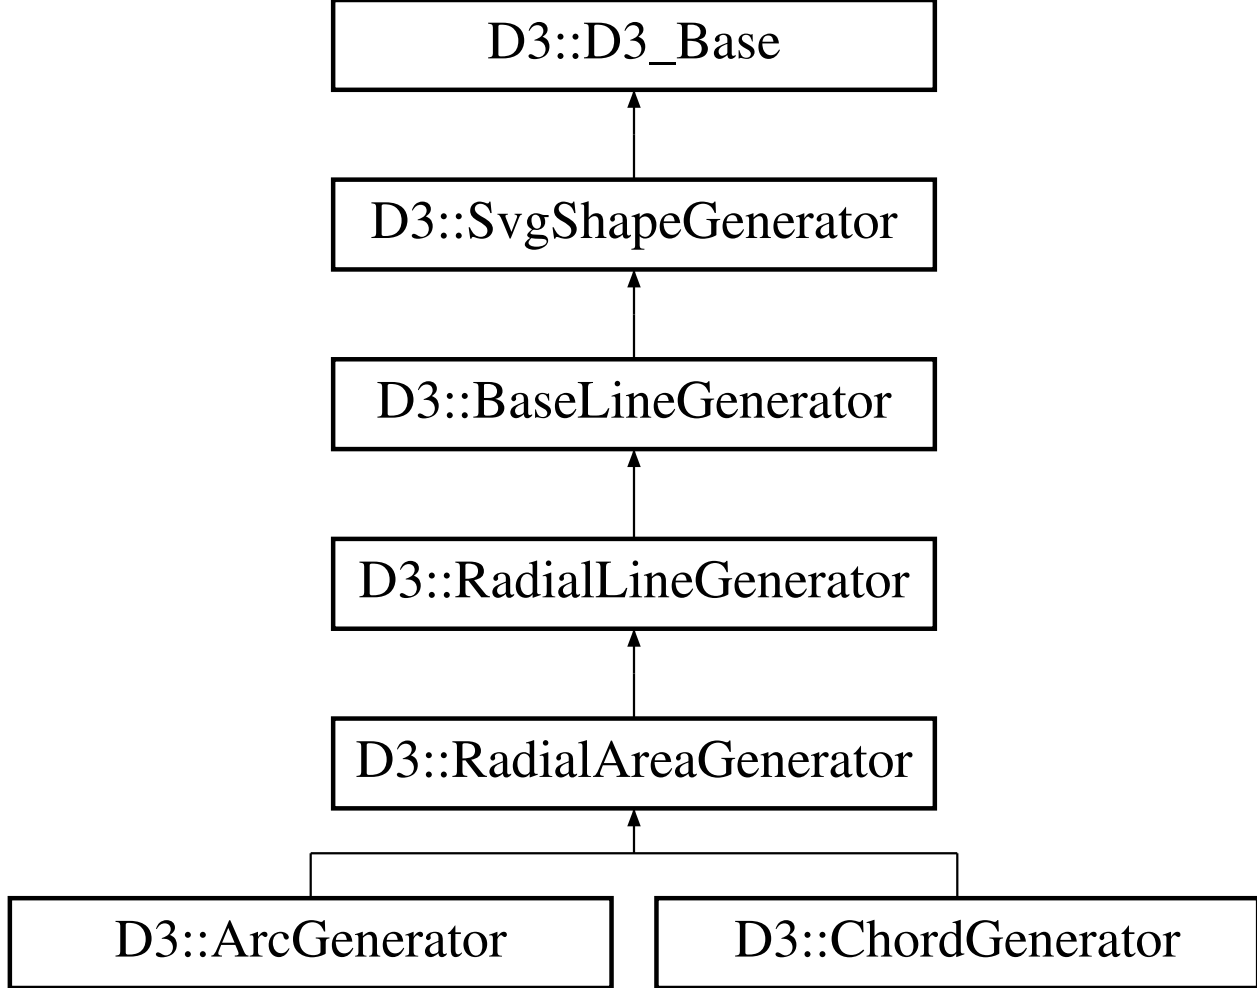 D3::D3_Base
D3::SvgShapeGenerator
D3::BaseLineGenerator
D3::RadialLineGenerator
D3::RadialAreaGenerator
D3::ArcGenerator
D3::ChordGenerator